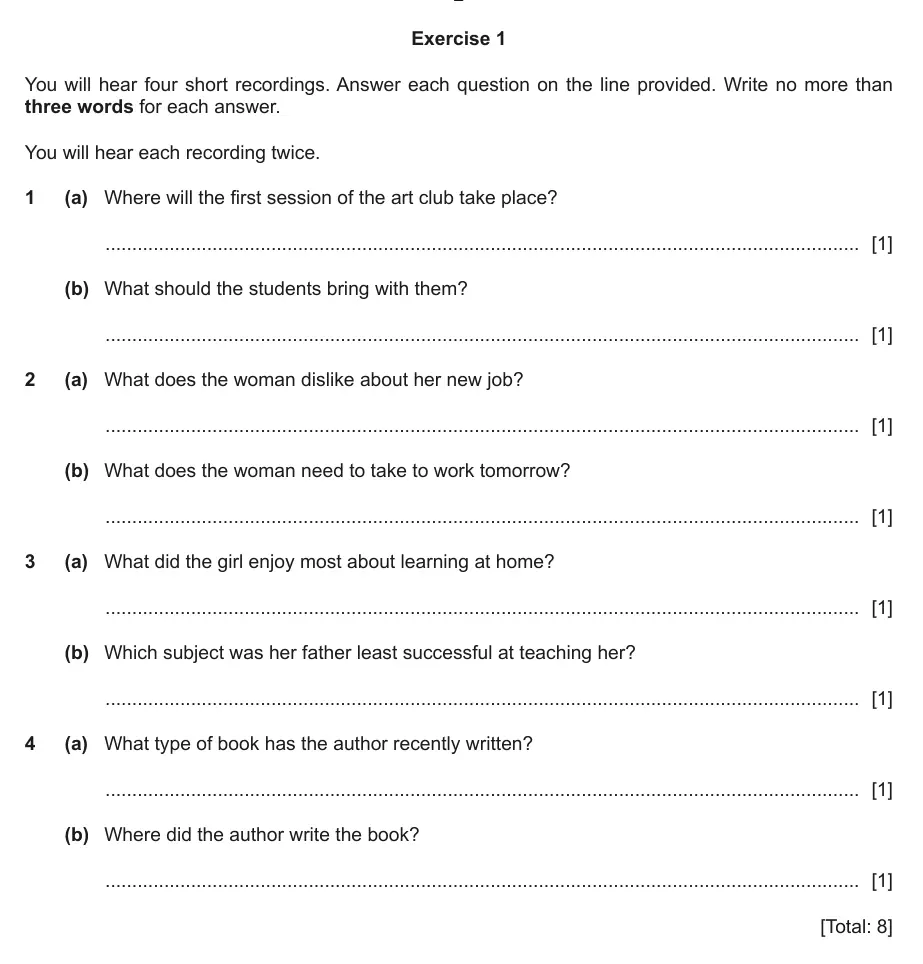 Exercise 1
You will hear four short recordings. Answer each question on the line provided. Write no more than
three words for each answer.
You will hear each recording twice.
1 (a) Where will the first session of the art club take place?
.......................................................................................................................................... [1]
(b) What should the students bring with them?
.......................................................................................................................................... [1]
2 (a) What does the woman dislike about her new job?
.......................................................................................................................................... [1]
(b) What does the woman need to take to work tomorrow?
.......................................................................................................................................... [1]
3 (a) What did the girl enjoy most about learning at home?
.......................................................................................................................................... [1]
(b) Which subject was her father least successful at teaching her?
.......................................................................................................................................... [1]
4 (a) What type of book has the author recently written?
.......................................................................................................................................... [1]
(b) Where did the author write the book?
.......................................................................................................................................... [1]
[Total: 8]